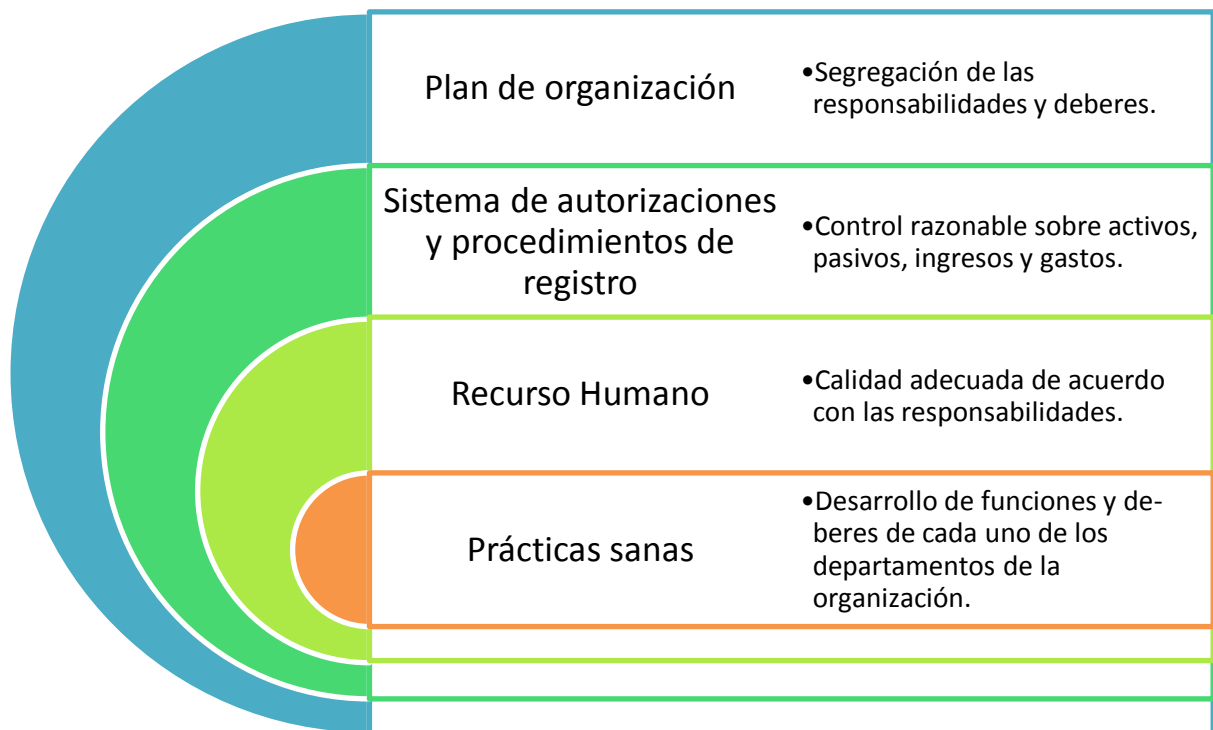 Plan de organización
•Segregación de las
responsabilidades y deberes.
Sistema de autorizaciones
y procedimientos de
registro
•Control razonable sobre activos,
pasivos, ingresos y gastos.
Recurso Humano
•Calidad adecuada de acuerdo
con las responsabilidades.
Prácticas sanas
•Desarrollo de funciones y de-
beres de cada uno de los
departamentos de la
organización.